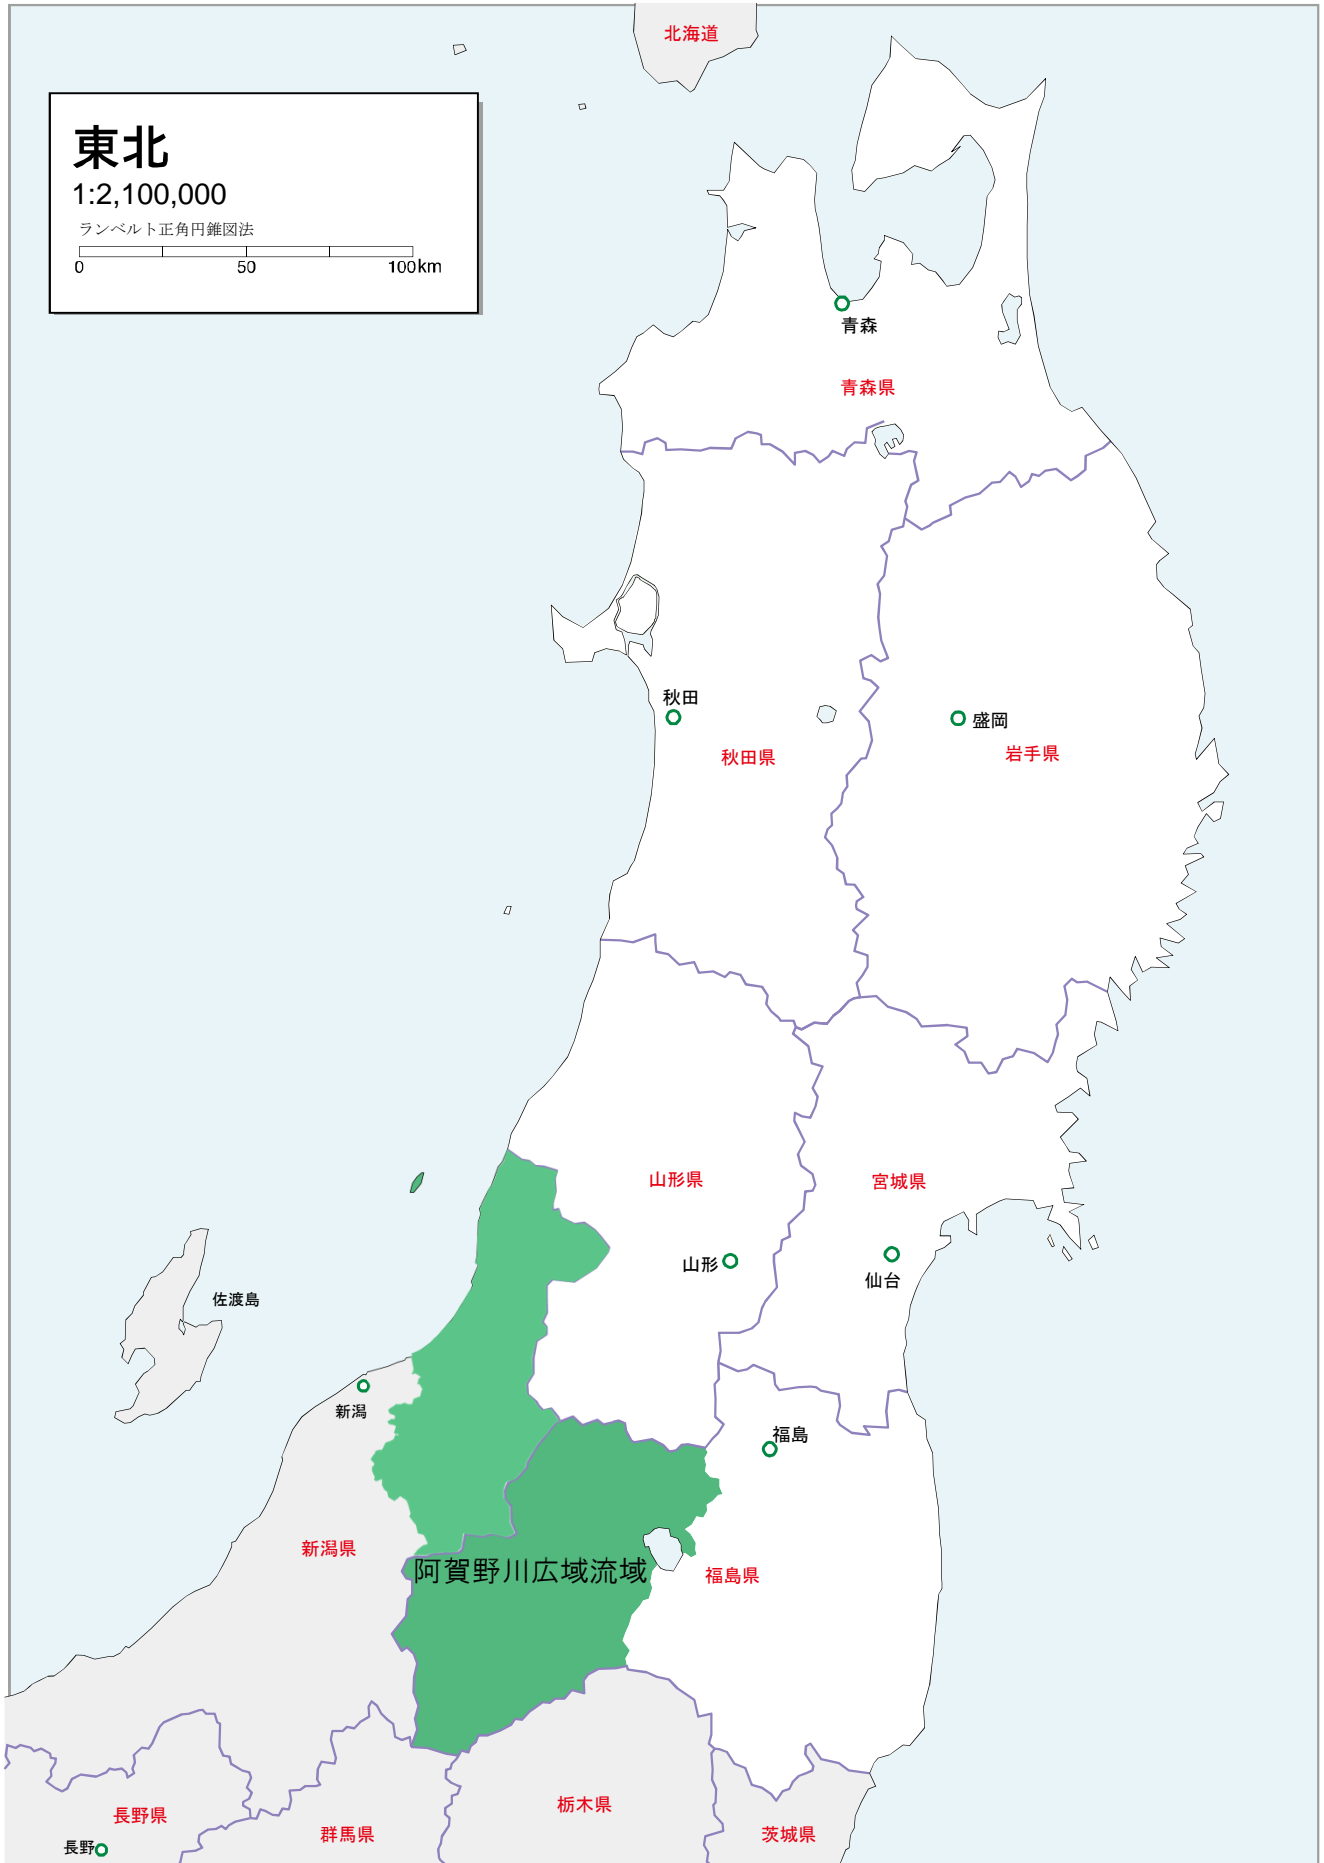 北海道
東北
1:2,100,000
ランベルト正角円錐図法
0 50 100km
青森
青森県
秋田
盛岡
秋田県
岩手県
山形県
宮城県
山形
仙台
佐渡島
新潟
福島
新潟県
阿賀野川広域流域
福島県
栃木県
長野県
群馬県
茨城県
長野